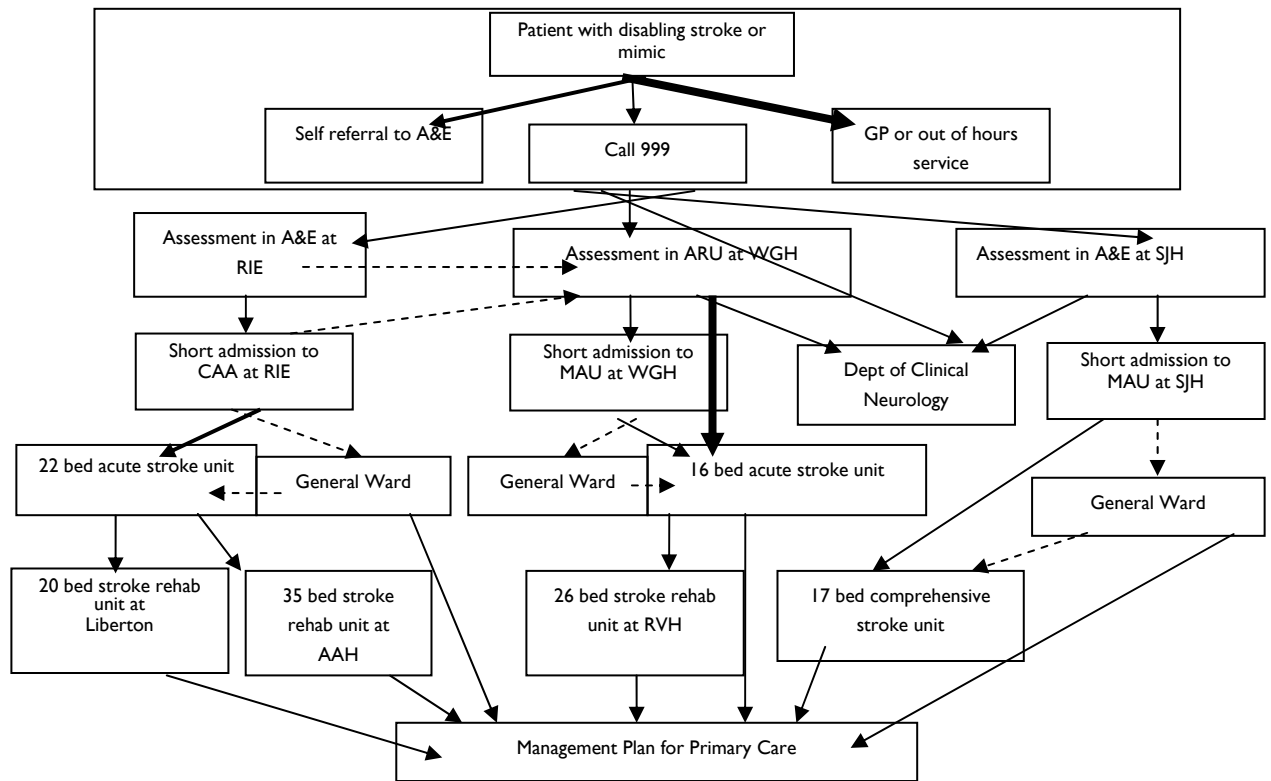 Patient with disabling stroke or
mimic
Self referral to A&E
Call 999
GP or out of hours
service
Assessment in A&E at
RIE
Assessment in ARU at WGH
Assessment in A&E at SJH
Short admission to
CAA at RIE
Short admission to
MAU at WGH
Dept of Clinical
Neurology
Short admission to
MAU at SJH
22 bed acute stroke unit
General Ward
General Ward
16 bed acute stroke unit
General Ward
20 bed stroke rehab
unit at
Liberton
35 bed stroke
rehab unit at
AAH
26 bed stroke rehab
unit at RVH
17 bed comprehensive
stroke unit
Management Plan for Primary Care